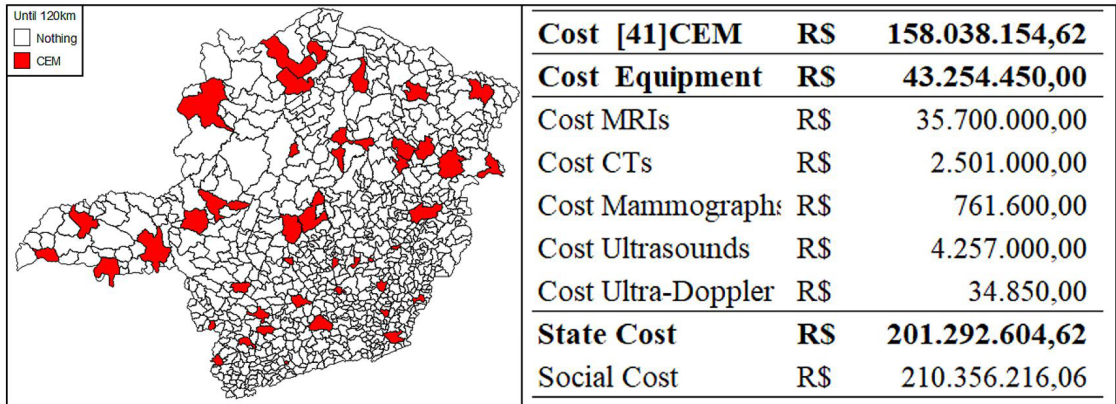 Until 120km
Nothing
CEM
Cost [41]CEM R$ 158.038.154,62
Cost Equipment R$ 43.254.450,00
Cost MRIs R$ 35.700.000,00
Cost CTs R$ 2.501.000,00
Cost Mammographs R$ 761.600,00
Cost Ultrasounds R$ 4.257.000,00
Cost Ultra-Doppler R$ 34.850,00
State Cost R$ 201.292.604,62
Social Cost R$ 210.356.216,06